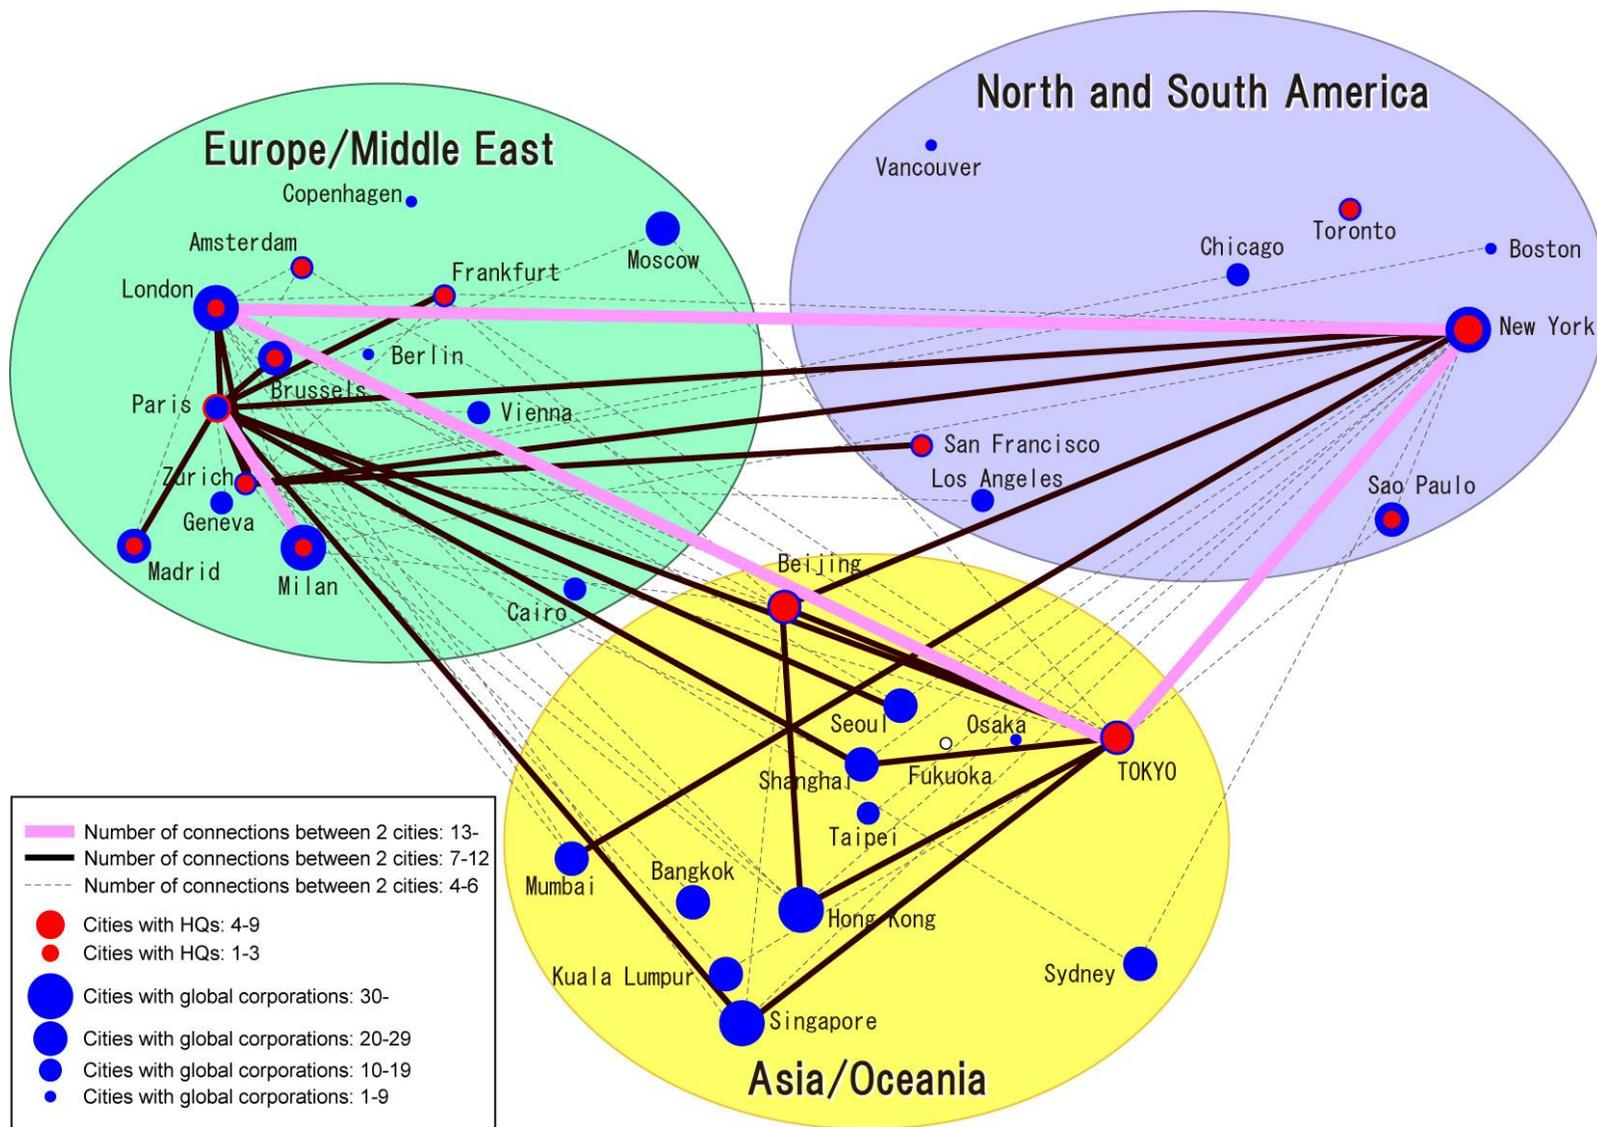 North and South America
Europe/Middle East
Vancouver
Copenhagen
Toronto
Amsterdam
Moscow
Chicago
Boston
London
Frankfurt
New York
Berlin
Brussels
Paris
Vienna
San Francisco
Zurich
Los Angeles
Sao Paulo
Geneva
Madrid
Milan
Beijing
Cairo
Seoul
Osaka
Shanghai
Fukuoka
TOKYO
Taipei
Mumbai
Bangkok
Hong Kong
Kuala Lumpur
Sydney
Singapore
Asia/Oceania
Number of connections between 2 cities: 13-
Number of connections between 2 cities: 7-12
Number of connections between 2 cities: 4-6
Cities with HQs: 4-9
Cities with HQs: 1-3
Cities with global corporations: 30-
Cities with global corporations: 20-29
Cities with global corporations: 10-19
Cities with global corporations: 1-9